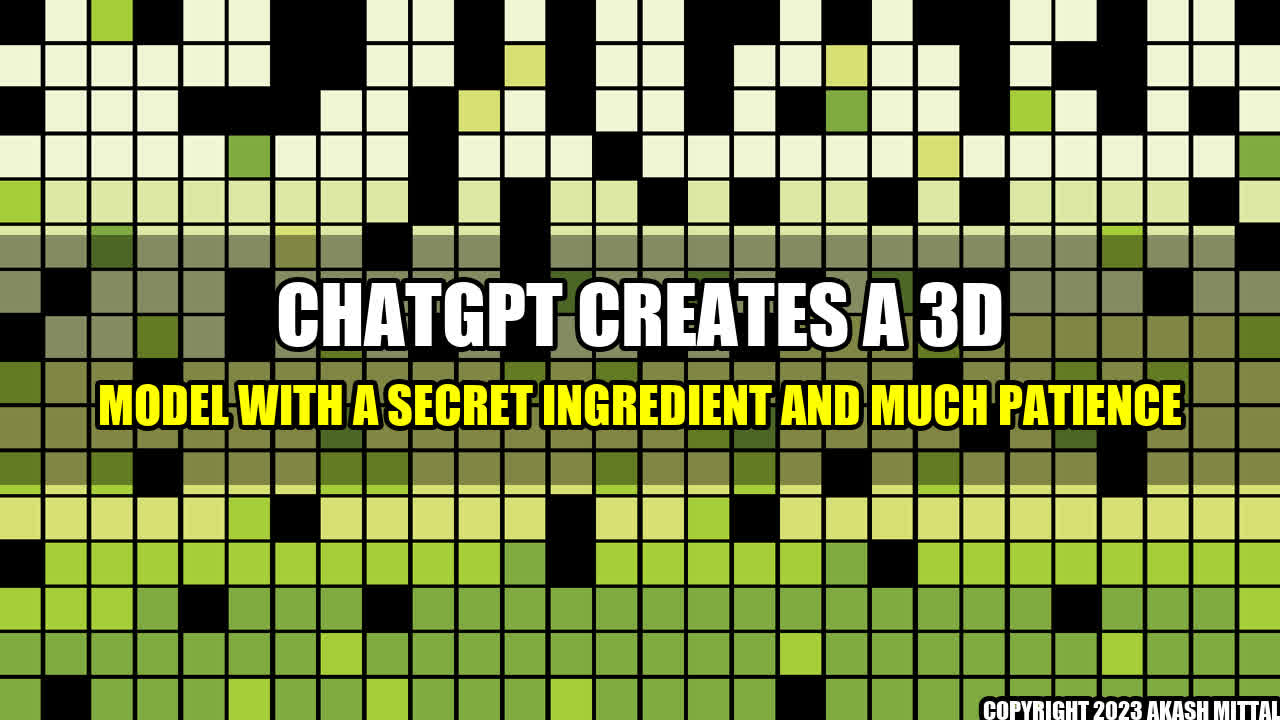 CHATGPT CREATES A 3D
MODEL WITH A SECRET INGREDIENT AND MUCH PATIENCE
COPYRIGHT 2023 AKASH MITTAL